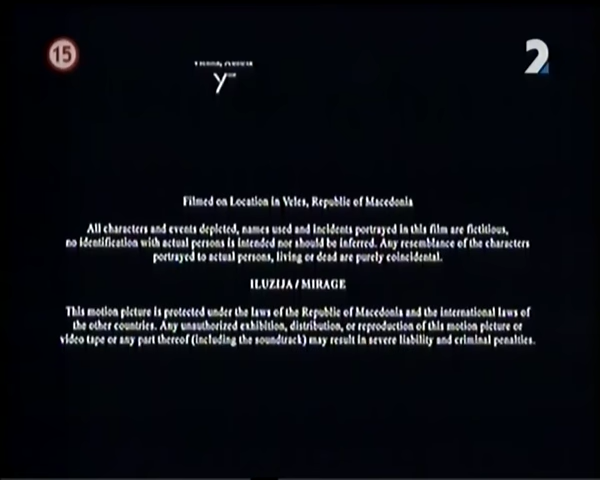 15
2
y
Filmed on Location in Veles, Republic of Macedonia
All characters and events depicted, names used and incidents portrayed in this film are fictitious,
no identification with actual persons is intended nor should be inferred. Any resemblance of the characters
portrayed to actual persons, living or dead are purely coincidental.
ILUZIJA / MIRAGE
This motion picture is protected under the laws of the Republic of Macedonia and the international laws of
the other countries. Any unauthorized exhibition, distribution, or reproduction of this motion picture or
video tape or any part thereof (including the soundtrack) may result in severe liability and criminal penalties.